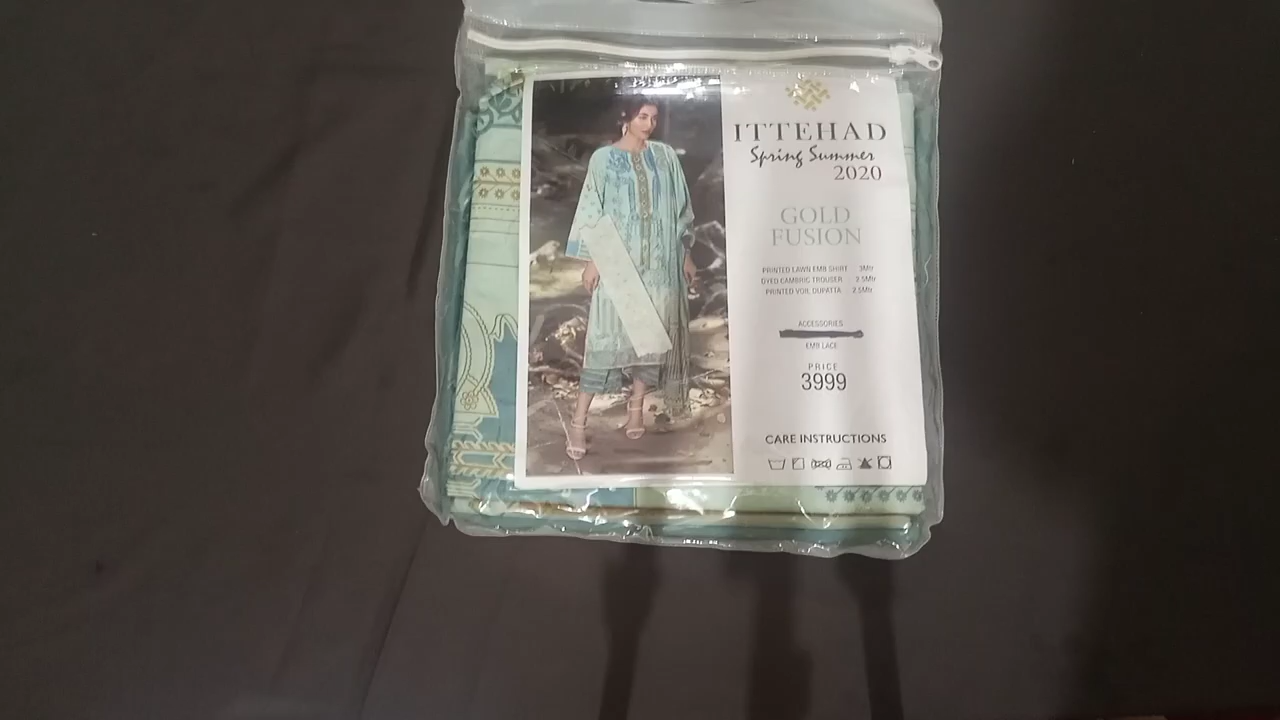 ITTEHAD
Spring Summer
2020
GOLD
FUSION
PRINTED LAWN EMB SHIRT 3Mtr
DYED CAMBRIC TROUSER 2.5Mtr
PRINTED VOIL DUPATTA 2.5Mtr
ACCESSORIES
EMB LACE
PRICE
3999
CARE INSTRUCTIONS